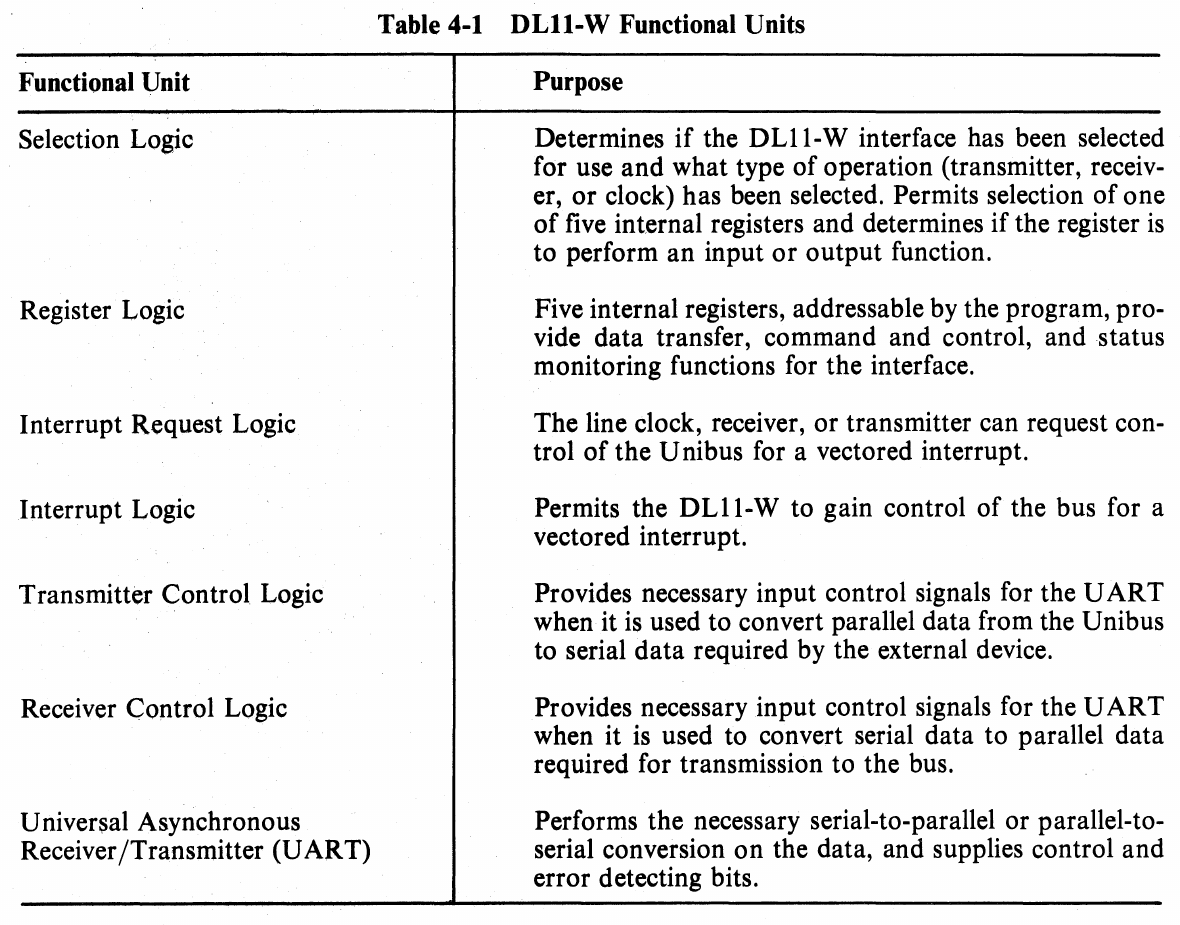 Table 4-1 DL11-W Functional Units
Functional Unit
Purpose
Selection Logic
Determines if the DL11-W interface has been selected
for use and what type of operation (transmitter, receiv-
er, or clock) has been selected. Permits selection of one
of five internal registers and determines if the register is
to perform an input or output function.
Register Logic
Five internal registers, addressable by the program, pro-
vide data transfer, command and control, and status
monitoring functions for the interface.
Interrupt Request Logic
The line clock, receiver, or transmitter can request con-
trol of the Unibus for a vectored interrupt.
Interrupt Logic
Permits the DL11-W to gain control of the bus for a
vectored interrupt.
Transmitter Control Logic
Provides necessary input control signals for the UART
when it is used to convert parallel data from the Unibus
to serial data required by the external device.
Receiver Control Logic
Provides necessary input control signals for the UART
when it is used to convert serial data to parallel data
required for transmission to the bus.
Universal Asynchronous
Receiver/Transmitter (UART)
Performs the necessary serial-to-parallel or parallel-to-
serial conversion on the data, and supplies control and
error detecting bits.